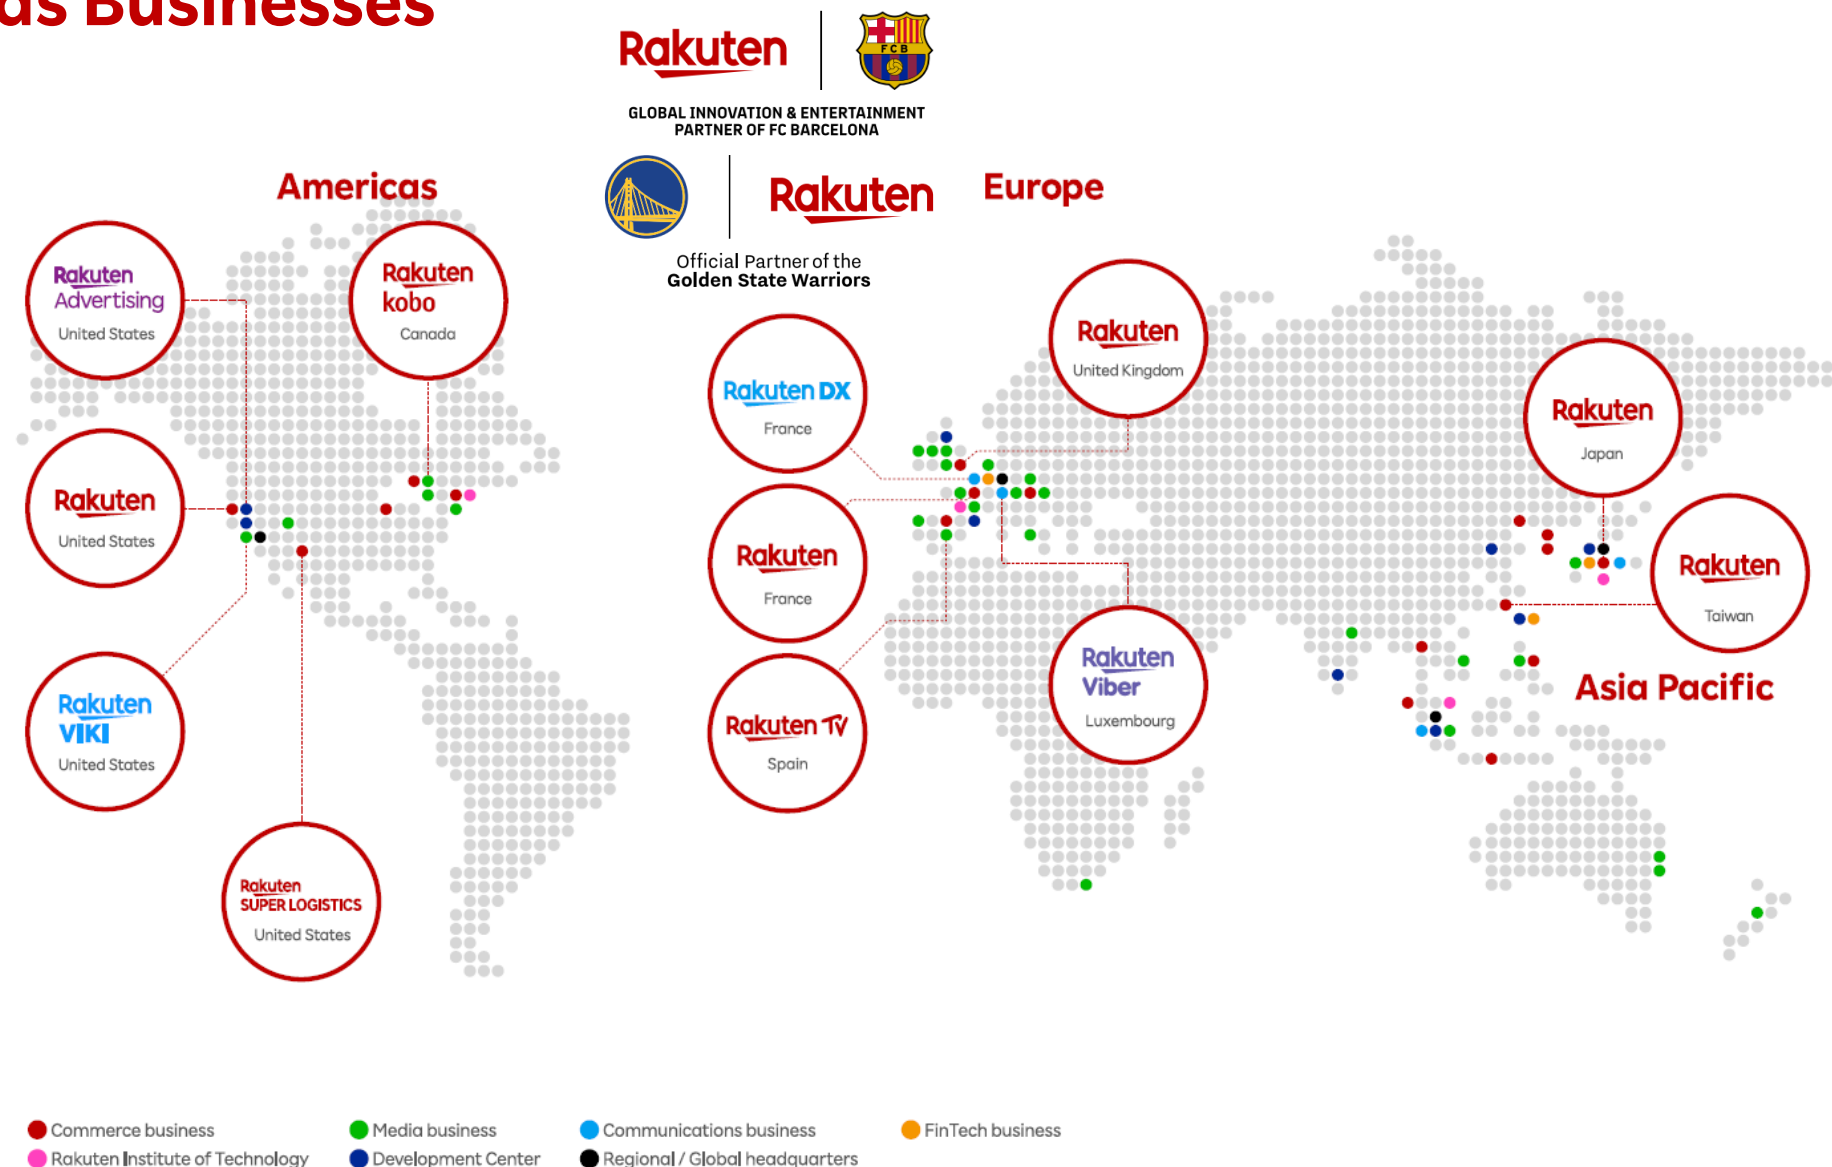 as Businesses
Rakuten
FCB
GLOBAL INNOVATION & ENTERTAINMENT
PARTNER OF FC BARCELONA
Rakuten
Official Partner of the
Golden State Warriors
Americas
Rakuten
Advertising
United States
Rakuten
kobo
Canada
Rakuten
United States
Rakuten
VIKI
United States
Rakuten
SUPER LOGISTICS
United States
Europe
Rakuten
United Kingdom
Rakuten DX
France
Rakuten
France
Rakuten TV
Spain
Rakuten
Viber
Luxembourg
Rakuten
Japan
Rakuten
Taiwan
Asia Pacific
Commerce business
Media business
Communications business
FinTech business
Rakuten Institute of Technology
Development Center
Regional / Global headquarters